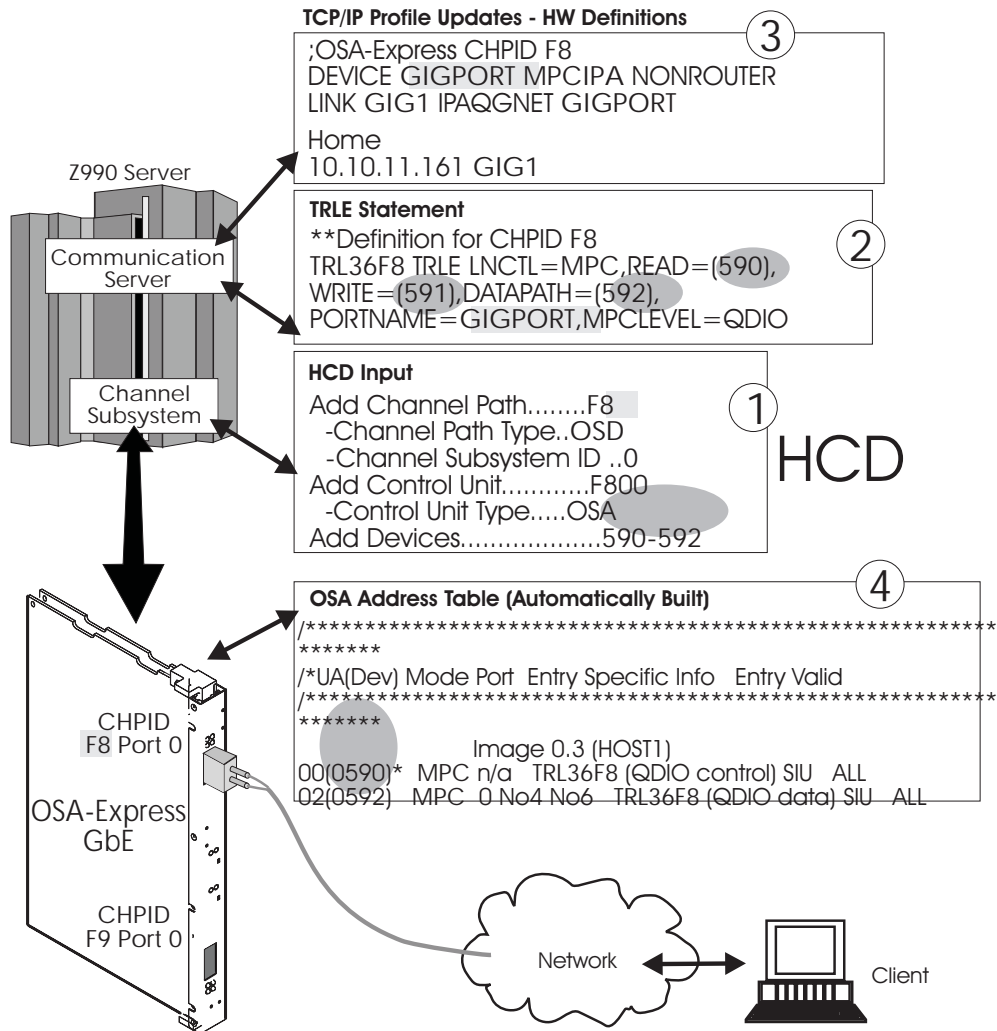 TCP/IP Profile Updates - HW Definitions
3
;OSA-Express CHPID F8
DEVICE GIGPORT MPCIPA NONROUTER
LINK GIG1 IPAQGNET GIGPORT
Home
10.10.11.161 GIG1
Z990 Server
Communication
Server
Channel
Subsystem
TRLE Statement
2
**Definition for CHPID F8
TRL36F8 TRLE LNCTL=MPC,READ=(590),
WRITE=(591),DATAPATH=(592),
PORTNAME=GIGPORT,MPCLEVEL=QDIO
HCD Input
1
Add Channel Path........F8
-Channel Path Type..OSD
-Channel Subsystem ID ..0
Add Control Unit............F800
-Control Unit Type.....OSA
Add Devices...................590-592
HCD
4
OSA Address Table (Automatically Built)
/***********************************************************
*******
/*UA(Dev) Mode Port Entry Specific Info Entry Valid
/***********************************************************
*******
Image 0.3 (HOST1)
00(0590)* MPC n/a TRL36F8 (QDIO control) SIU ALL
02(0592) MPC 0 No4 No6 TRL36F8 (QDIO data) SIU ALL
CHPID
F8 Port 0
OSA-Express
GbE
CHPID
F9 Port 0
Network
Client